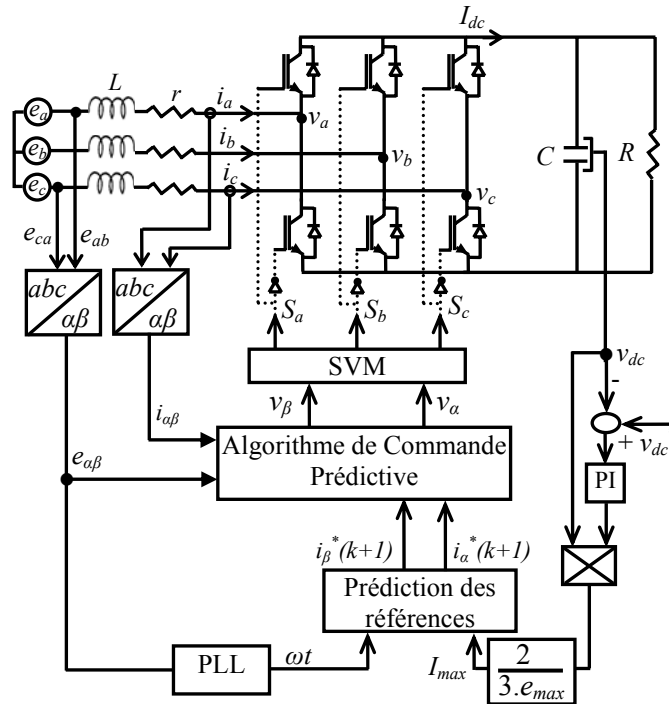 I_dc
L
r
i_a
e_a
v_a
i_b
e_b
v_b
C
R
i_c
e_c
v_c
e_ca
e_ab
abc
αβ
abc
αβ
S_a
S_b
S_c
SVM
v_dc
-
v_β
v_α
i_αβ
Algorithme de Commande
Prédictive
+ v_dc
e_αβ
PI
i_β*(k+1)
i_α*(k+1)
Prédiction des
références
PLL
ωt
I_max
2
3.e_max